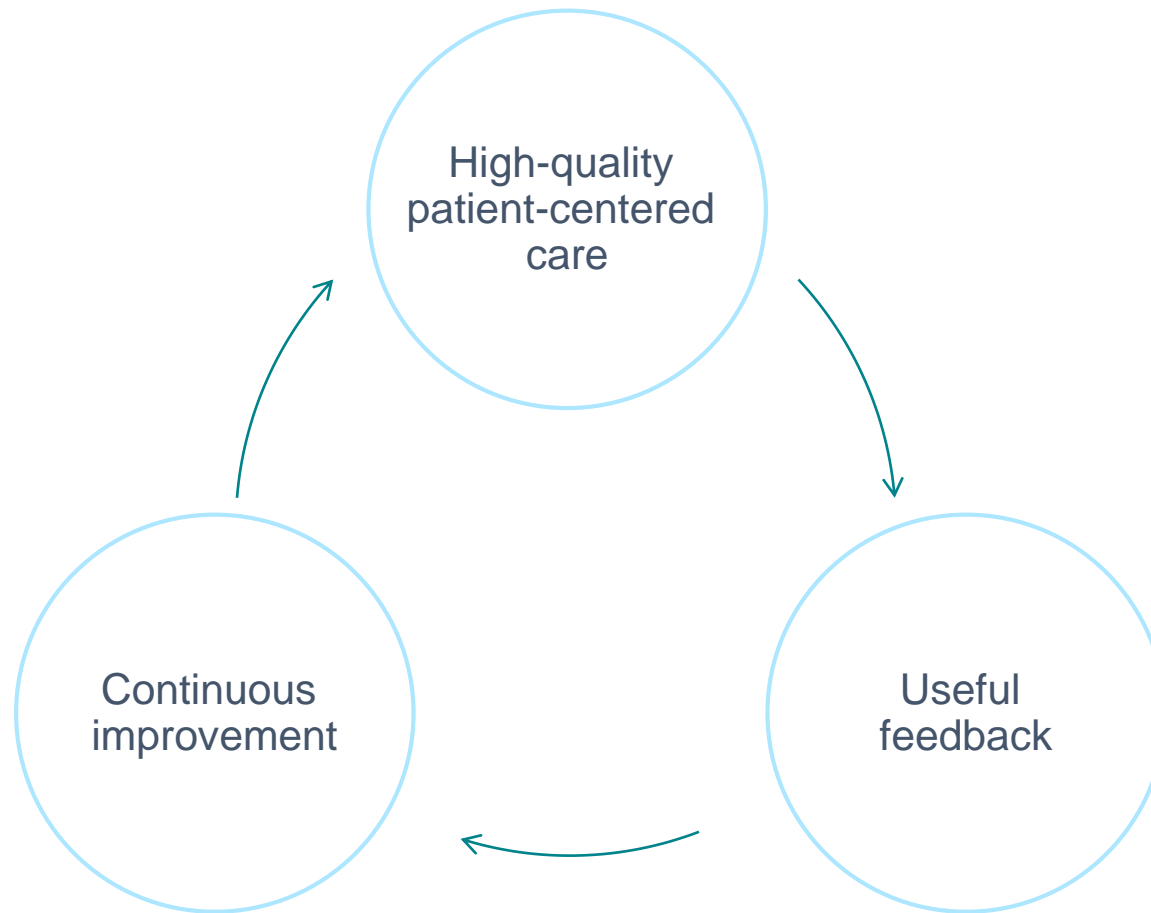 High-quality
patient-centered
care
Continuous
improvement
Useful
feedback